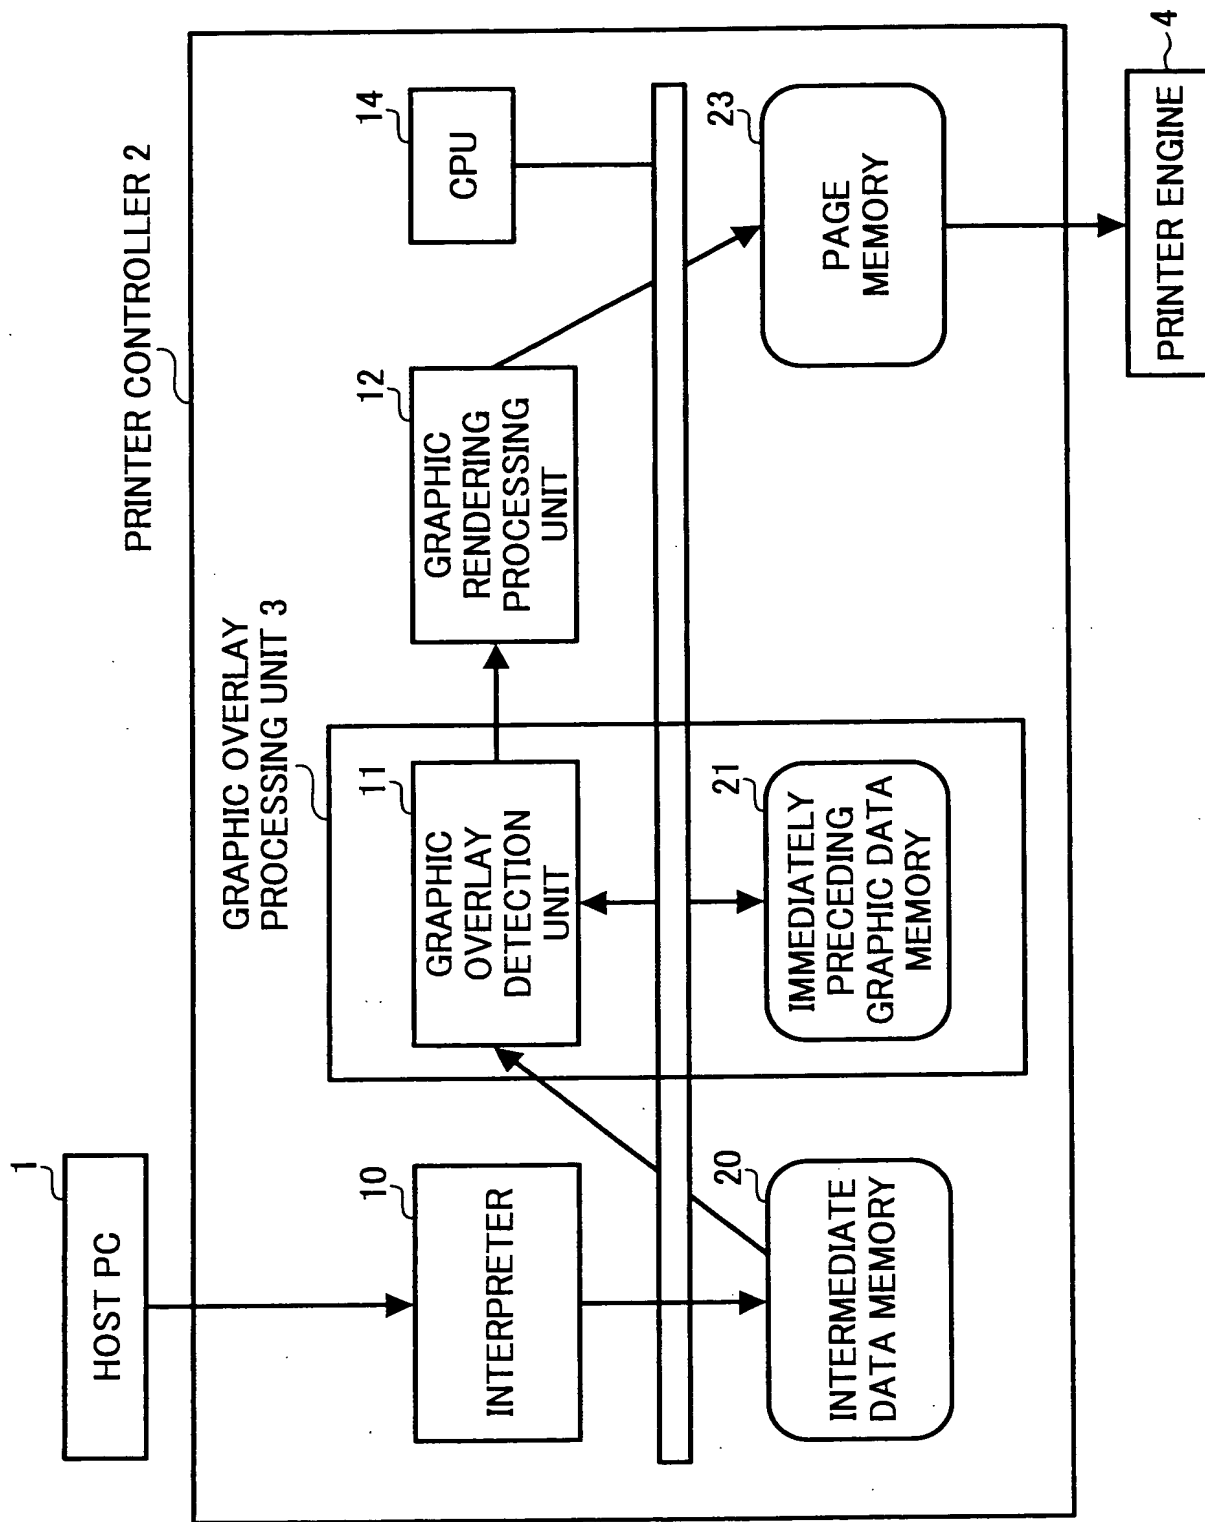 1
HOST PC
PRINTER CONTROLLER 2
GRAPHIC OVERLAY
PROCESSING UNIT 3
10
INTERPRETER
11
GRAPHIC
OVERLAY
DETECTION
UNIT
12
GRAPHIC
RENDERING
PROCESSING
UNIT
14
CPU
20
INTERMEDIATE
DATA MEMORY
21
IMMEDIATELY
PRECEDING
GRAPHIC DATA
MEMORY
23
PAGE
MEMORY
4
PRINTER ENGINE